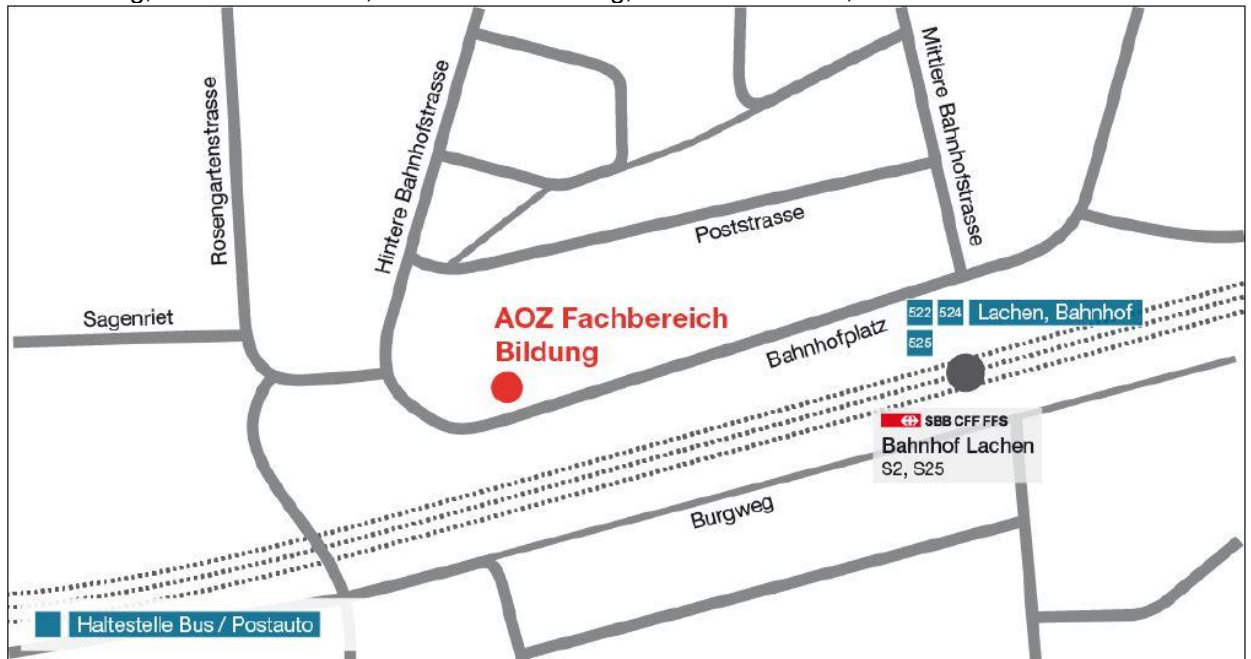 Rosengartenstrasse
Hintere Bahnhofstrasse
Mittlere Bahnhofstrasse
Poststrasse
Sagenriet
AOZ Fachbereich
Bildung
Bahnhofplatz
522 524 Lachen, Bahnhof
525
SBB CFF FFS
Bahnhof Lachen
S2, S25
Burgweg
Haltestelle Bus / Postauto